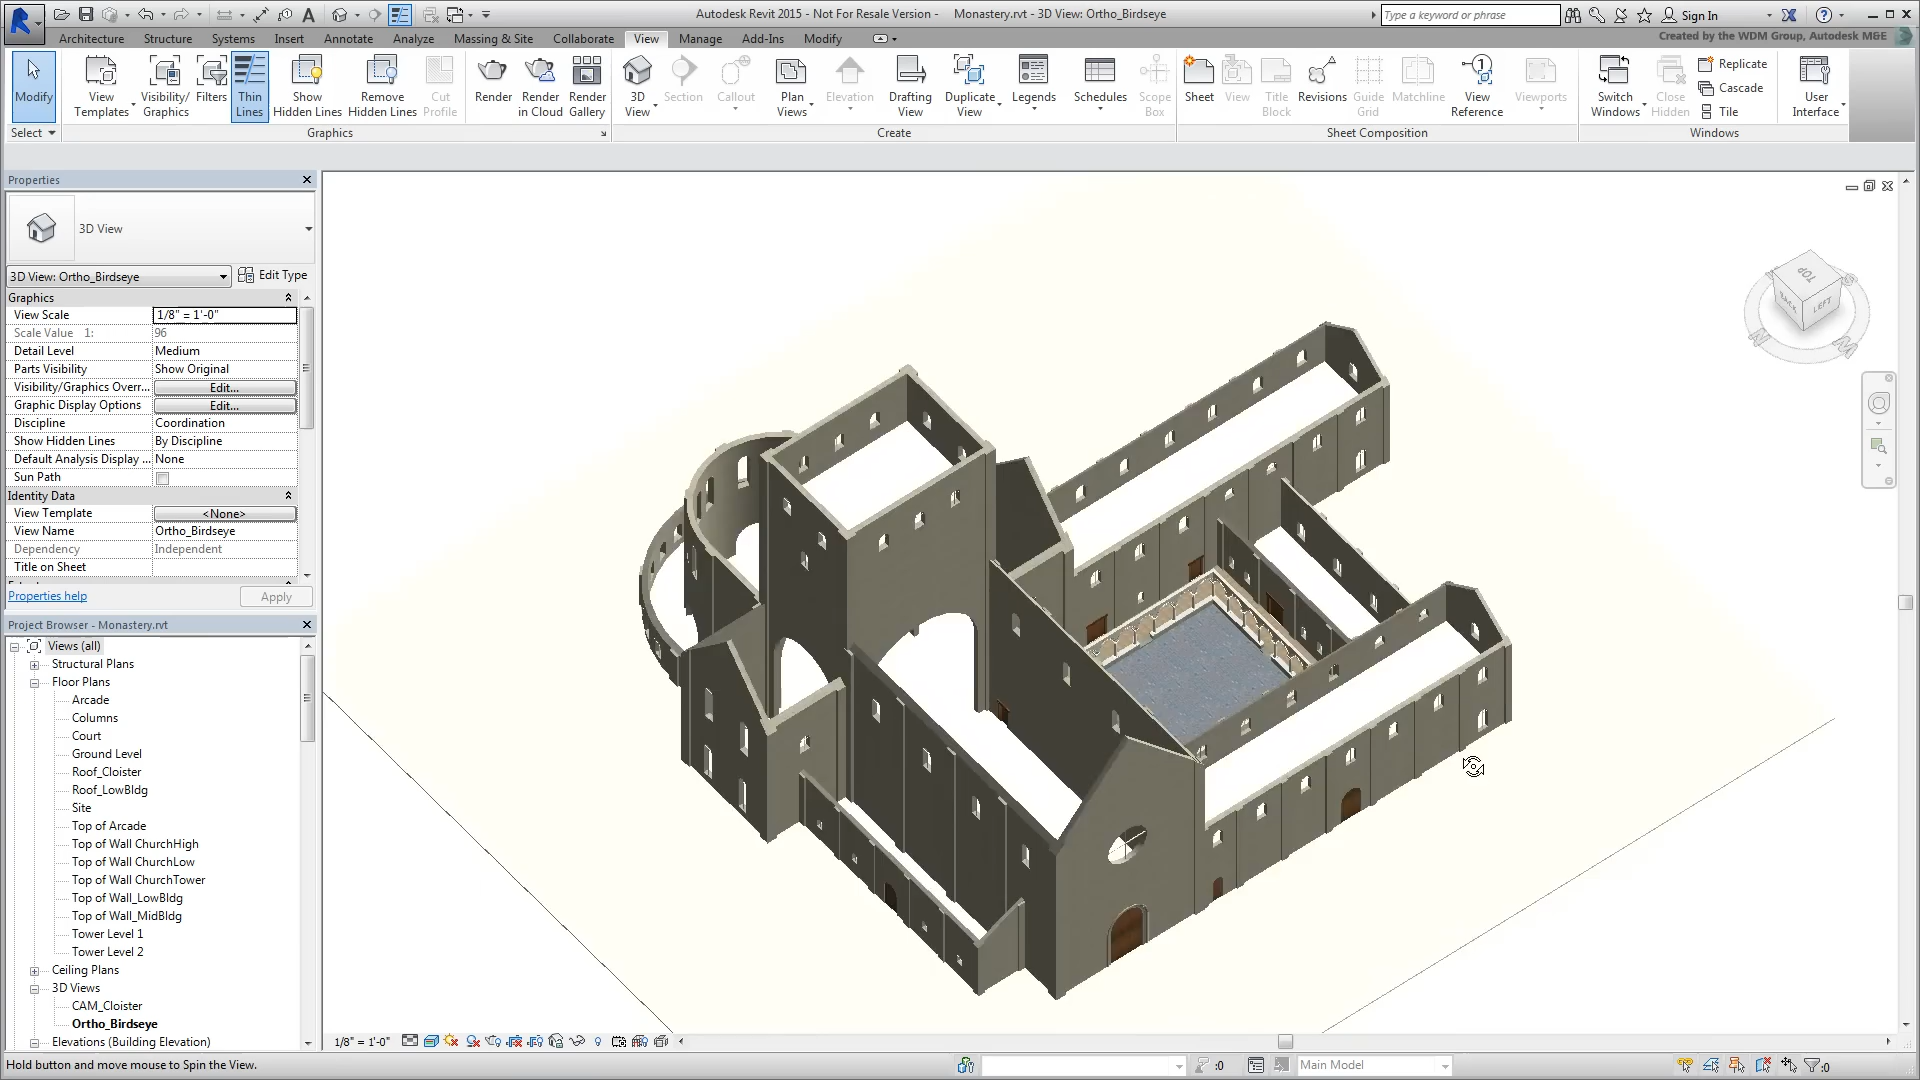 Autodesk Revit 2015 - Not For Resale Version - Monastery.rvt - 3D View: Ortho_Birdseye
Type a keyword or phrase
Sign In
Architecture Structure Systems Insert Annotate Analyze Massing & Site Collaborate View Manage Add-Ins Modify
Created by the WDM Group, Autodesk M&E
Modify
View Templates
Visibility/ Graphics
Filters
Thin Lines
Show Hidden Lines
Remove Hidden Lines
Cut Profile
Render
Render in Cloud
Render Gallery
3D View
Section
Callout
Plan Views
Elevation
Drafting View
Duplicate View
Legends
Schedules
Scope Box
Sheet
View
Title Block
Revisions
Guide Grid
Matchline
View Reference
Viewports
Switch Windows
Close Hidden
Replicate
Cascade
Tile
User Interface
Select
Graphics
Create
Sheet Composition
Windows
Properties
3D View
3D View: Ortho_Birdseye
Edit Type
Graphics
View Scale 1/8" = 1'-0"
Scale Value 1: 96
Detail Level Medium
Parts Visibility Show Original
Visibility/Graphics Overr... Edit...
Graphic Display Options Edit...
Discipline Coordination
Show Hidden Lines By Discipline
Default Analysis Display ... None
Sun Path
Identity Data
View Template <None>
View Name Ortho_Birdseye
Dependency Independent
Title on Sheet
Properties help
Apply
Project Browser - Monastery.rvt
Views (all)
Structural Plans
Floor Plans
Arcade
Columns
Court
Ground Level
Roof_Cloister
Roof_LowBldg
Site
Top of Arcade
Top of Wall ChurchHigh
Top of Wall ChurchLow
Top of Wall ChurchTower
Top of Wall_LowBldg
Top of Wall_MidBldg
Tower Level 1
Tower Level 2
Ceiling Plans
3D Views
CAM_Cloister
Ortho_Birdseye
Elevations (Building Elevation)
TOP
BACK
LEFT
1/8" = 1'-0"
Hold button and move mouse to Spin the View.
:0
Main Model
:0